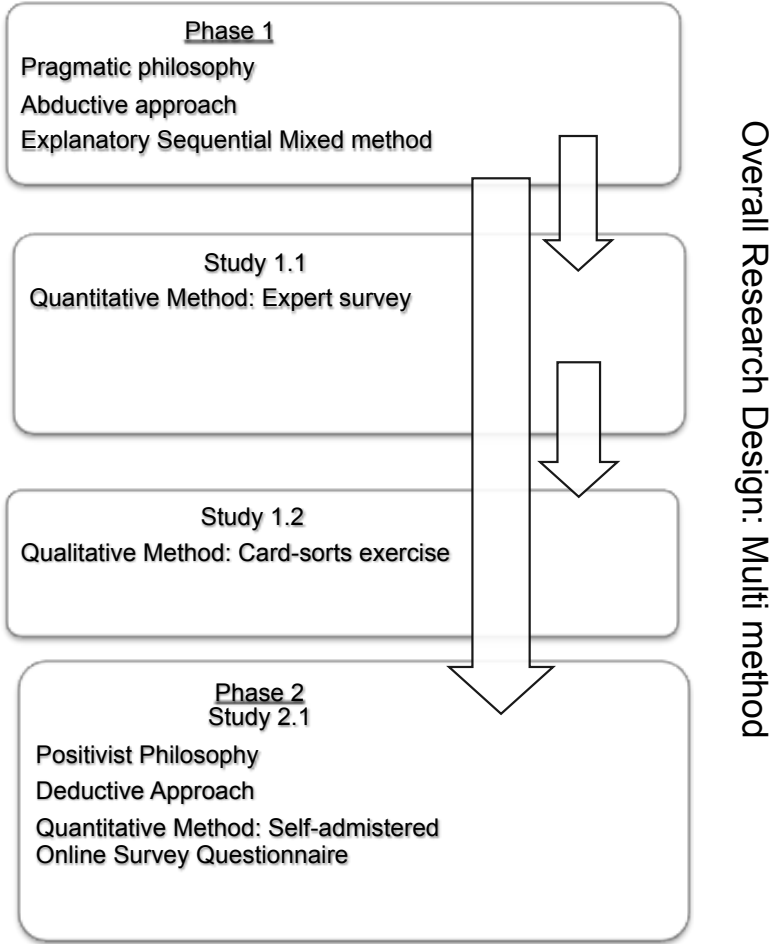 Phase 1
Pragmatic philosophy
Abductive approach
Explanatory Sequential Mixed method
Study 1.1
Quantitative Method: Expert survey
Study 1.2
Qualitative Method: Card-sorts exercise
Phase 2
Study 2.1
Positivist Philosophy
Deductive Approach
Quantitative Method: Self-admistered
Online Survey Questionnaire
Overall Research Design: Multi method